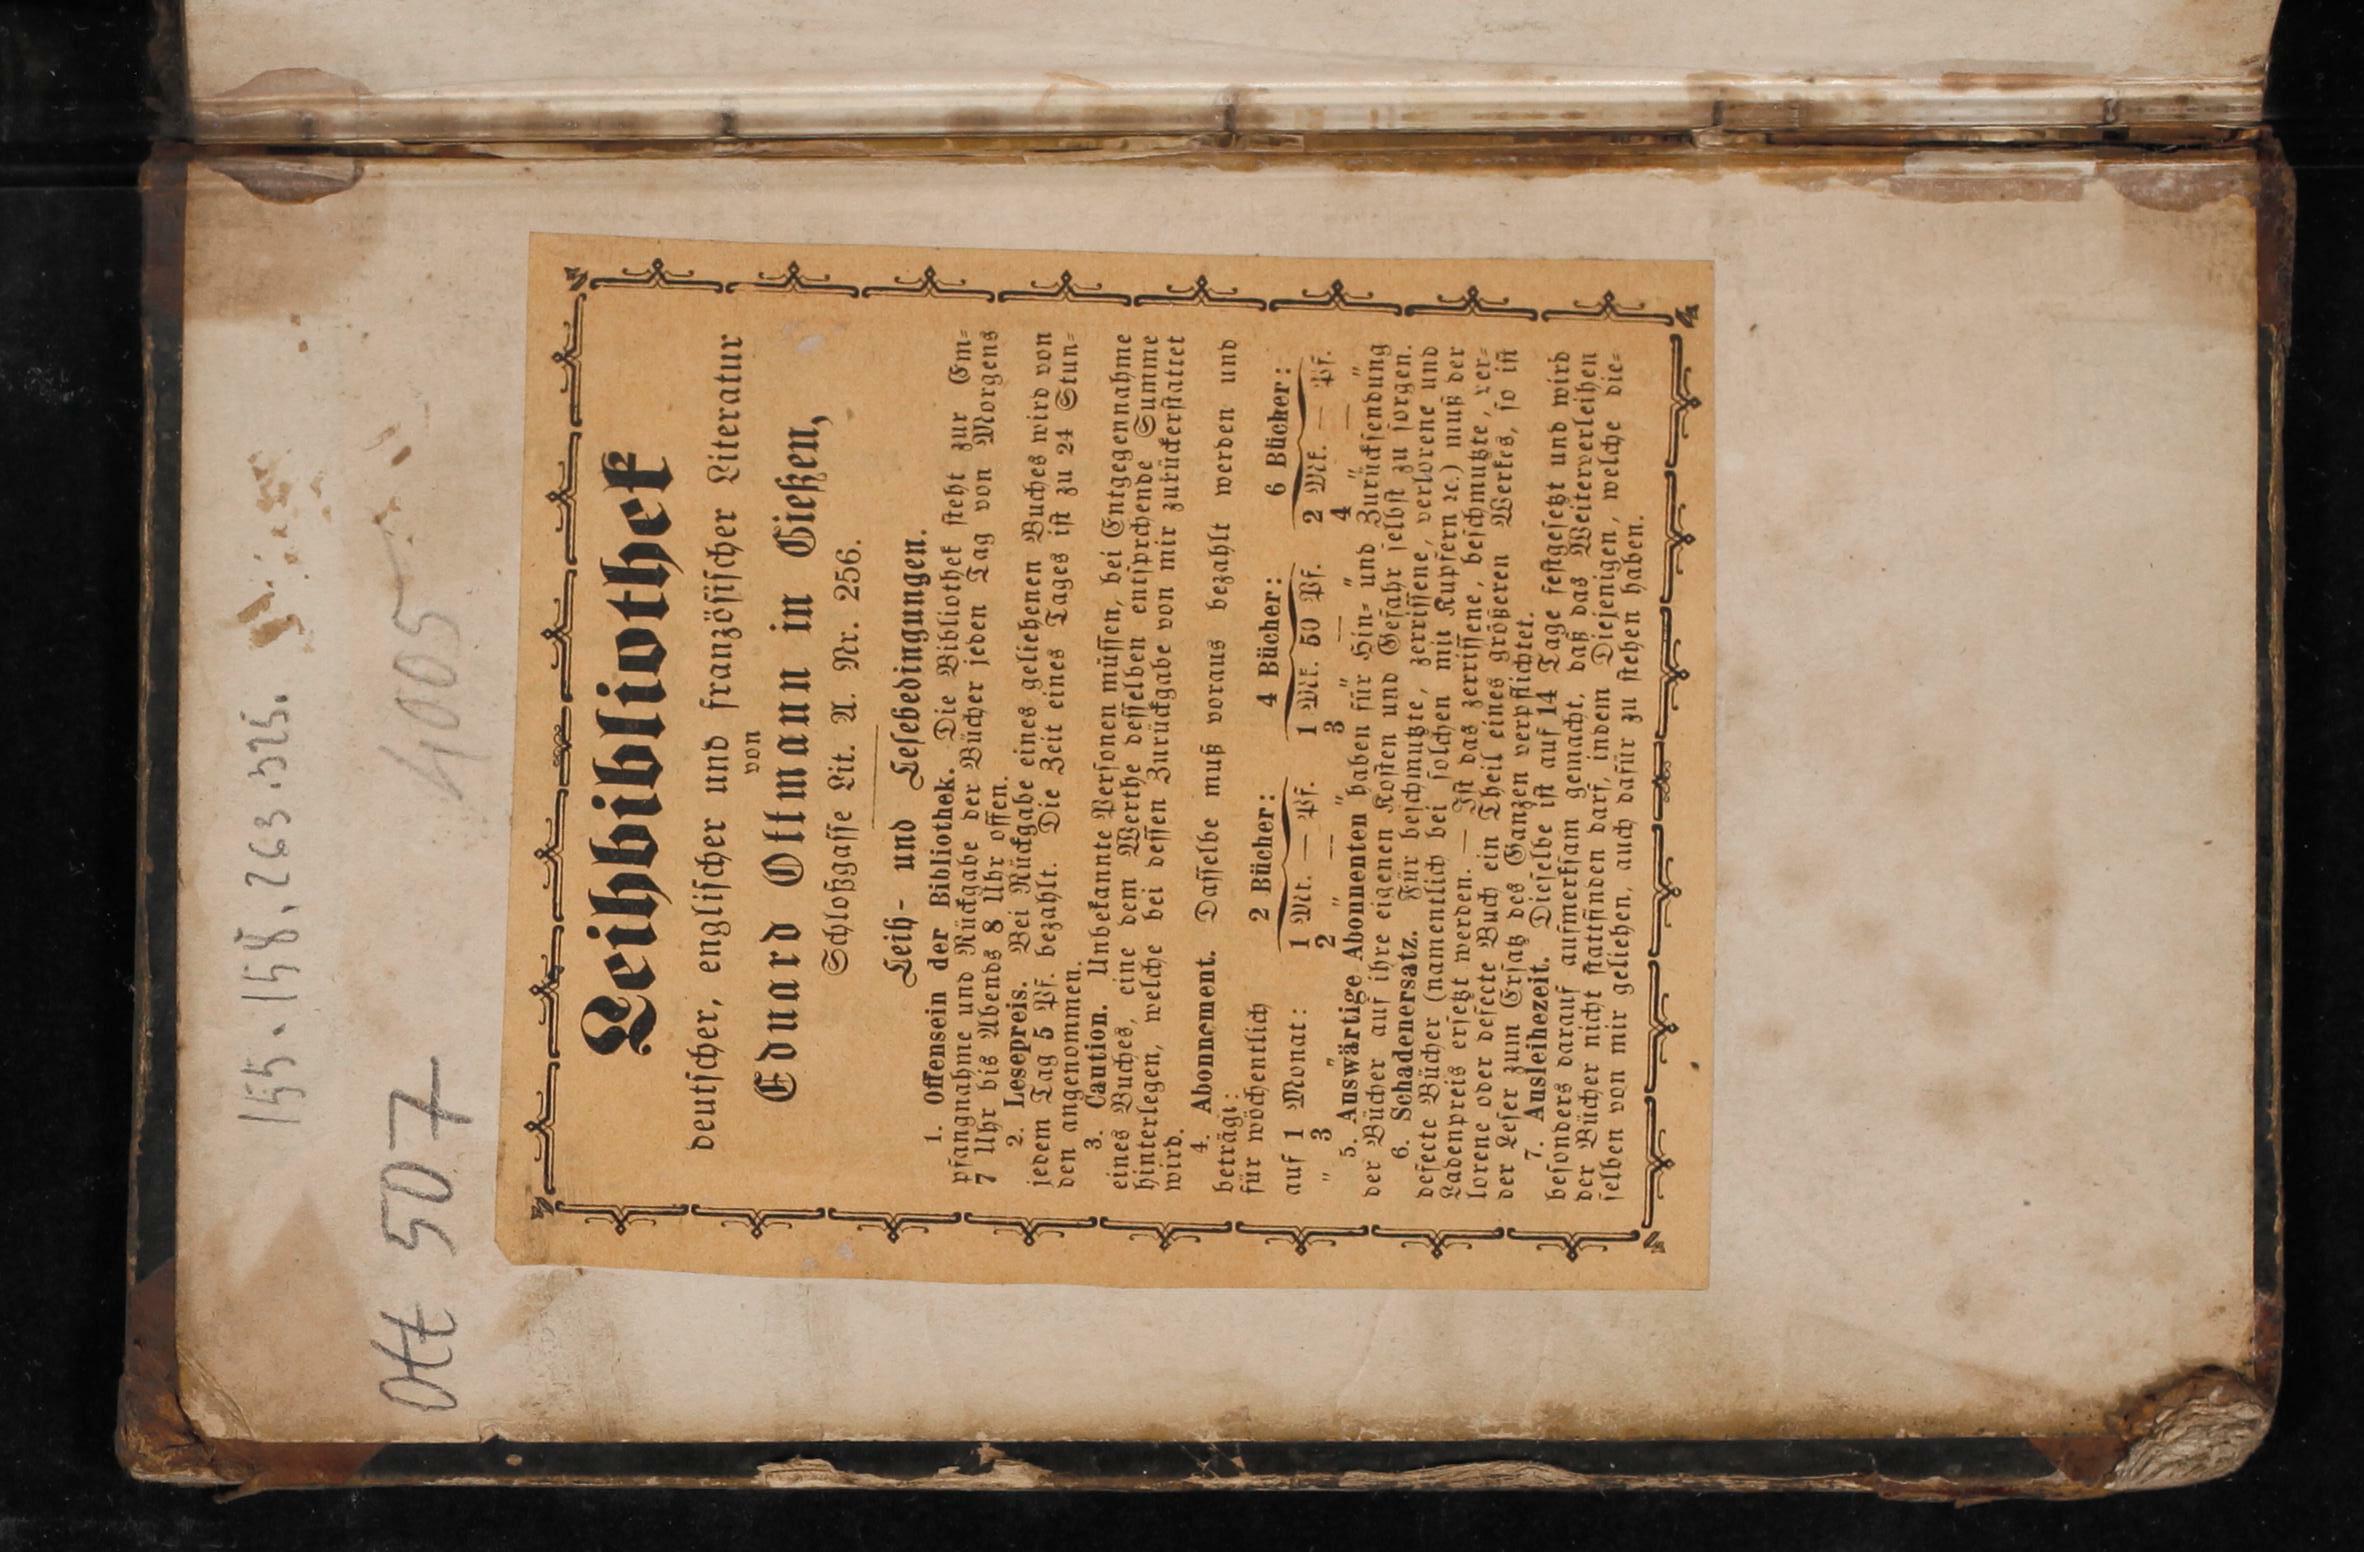 155. 158. 263. 325.
Ott 507
4005
Leihbibliothek
deutscher, englischer und französischer Literatur
von
Eduard Ottmann in Gießen,
Schloßgasse Lit. A. Nr. 256.
Leih- und Lesebedingungen.
1. Offensein der Bibliothek. Die Bibliothek steht zur Em-
pfangnahme und Rückgabe der Bücher jeden Tag von Morgens
7 Uhr bis Abends 8 Uhr offen.
2. Lesepreis. Bei Rückgabe eines geliehenen Buches wird von
jedem Tag 5 Pf. bezahlt. Die Zeit eines Tages ist zu 24 Stun-
den angenommen.
3. Caution. Unbekannte Personen müssen, bei Entgegennahme
eines Buches, eine dem Werthe desselben entsprchende Summe
hinterlegen, welche bei dessen Zurückgabe von mir zurückerstattet
wird.
4. Abonnement. Dasselbe muß voraus bezahlt werden und
beträgt:
für wöchentlich 2 Bücher: 4 Bücher: 6 Bücher:
auf 1 Monat: 1 Mk. — Pf. 1 Mk. 50 Pf. 2 Mk. — Pf.
„ 3 „ 2 „ — „ 3 „ — „ 4 „ — „
5. Auswärtige Abonnenten haben für Hin- und Zurücksendung
der Bücher auf ihre eigenen Kosten und Gefahr selbst zu sorgen.
6. Schadenersatz. Für beschmutzte, zerrissene, verlorene und
defecte Bücher (namentlich bei solchen mit Kupfern ꝛc.) muß der
Ladenpreis ersetzt werden. — Ist das zerrissene, beschmutzte, ver-
lorene oder defecte Buch ein Theil eines größeren Werkes, so ist
der Leser zum Ersatz des Ganzen verpflichtet.
7. Ausleihezeit. Dieselbe ist auf 14 Tage festgesetzt und wird
besonders darauf aufmerksam gemacht, daß das Weiterverleihen
der Bücher nicht stattfinden darf, indem Diejenigen, welche die-
selben von mir geliehen, auch dafür zu stehen haben.